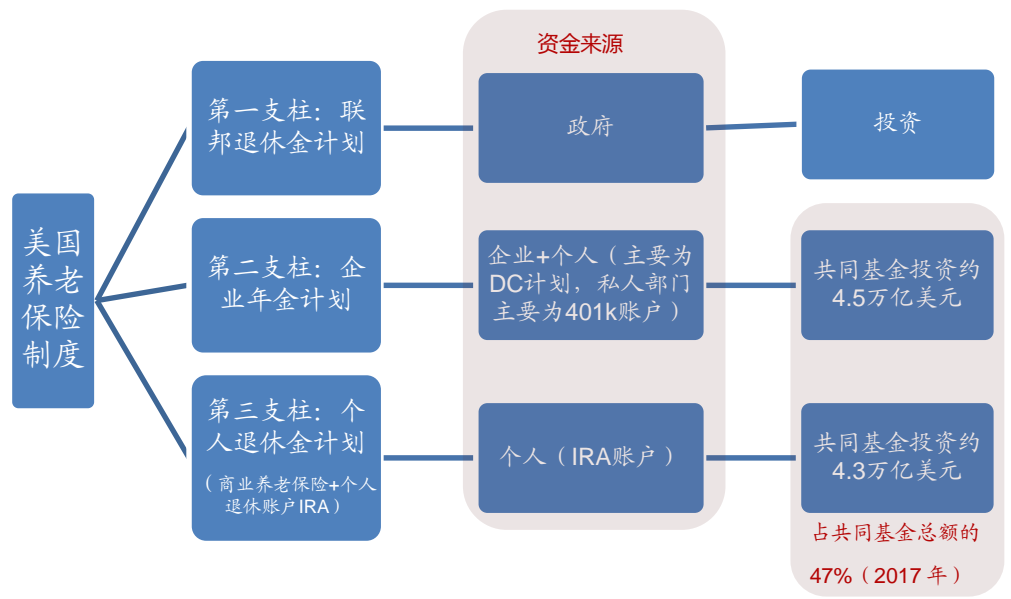 资金来源
美国
养老
保险
制度
第一支柱：联
邦退休金计划
政府
投资
第二支柱：企
业年金计划
企业+个人（主要为
DC计划，私人部门
主要为401k账户）
共同基金投资约
4.5万亿美元
第三支柱：个
人退休金计划
（商业养老保险+个人
退休账户IRA）
个人（IRA账户）
共同基金投资约
4.3万亿美元
占共同基金总额的
47%（2017 年）